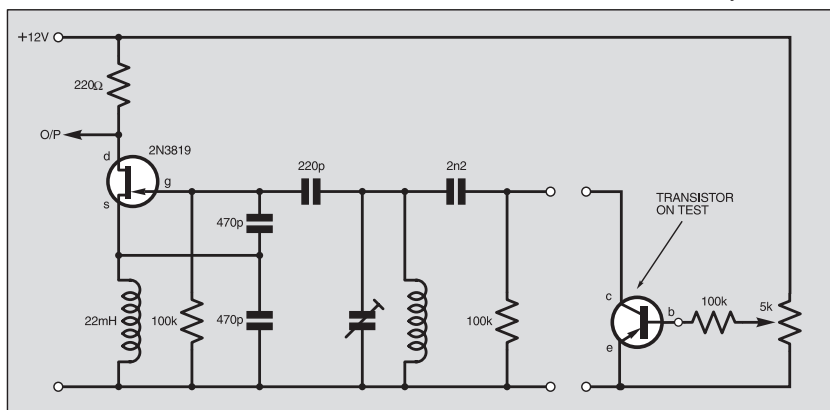 +12V
220Ω
O/P
2N3819
d
g
s
220p
2n2
470p
470p
22mH
100k
100k
TRANSISTOR
ON TEST
c
b
e
100k
5k